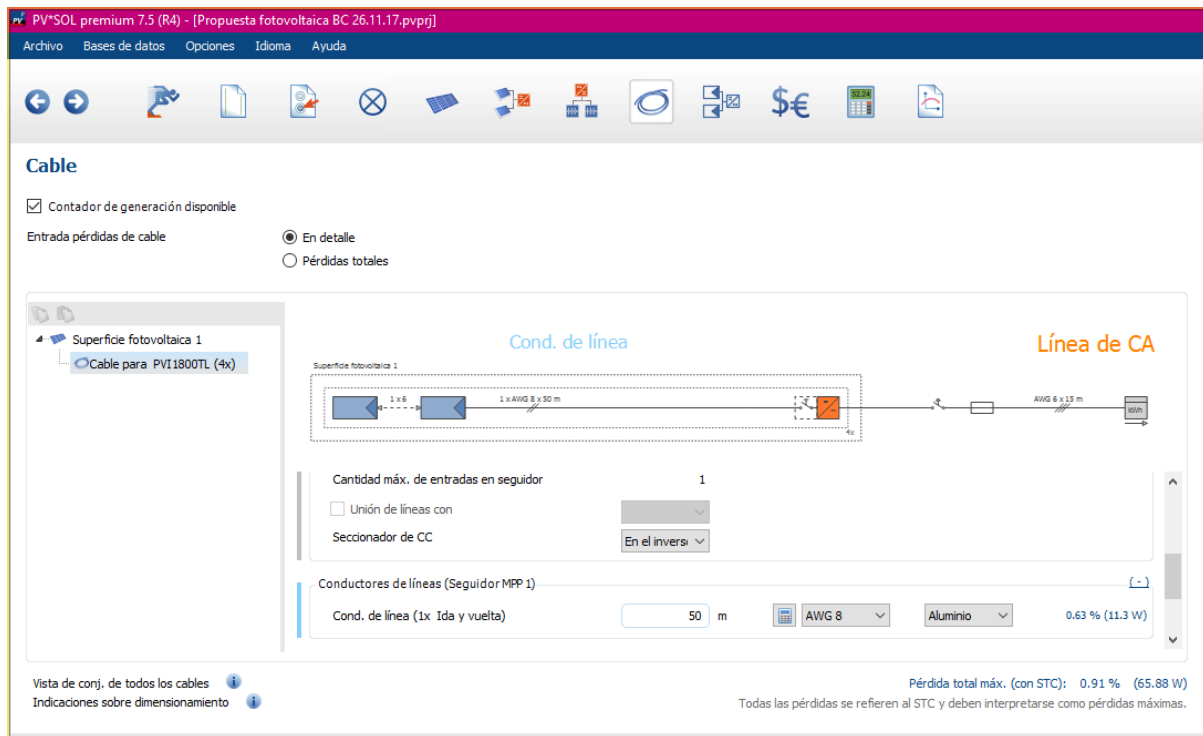 PV*SOL premium 7.5 (R4) - [Propuesta fotovoltaica BC 26.11.17.pvprj]
Archivo Bases de datos Opciones Idioma Ayuda
$€ 52.24
Cable
Contador de generación disponible
Entrada pérdidas de cable
En detalle
Pérdidas totales
Superficie fotovoltaica 1
Cable para PVI1800TL (4x)
Cond. de línea
Línea de CA
Superficie fotovoltaica 1
1 x 6
1 x AWG 8 x 50 m
AWG 6 x 15 m
kWh
4x
Cantidad máx. de entradas en seguidor 1
Unión de líneas con
Seccionador de CC En el invers
Conductores de líneas (Seguidor MPP 1) (-)
Cond. de línea (1x Ida y vuelta) 50 m AWG 8 Aluminio 0.63 % (11.3 W)
Vista de conj. de todos los cables
Indicaciones sobre dimensionamiento
Pérdida total máx. (con STC): 0.91 % (65.88 W)
Todas las pérdidas se refieren al STC y deben interpretarse como pérdidas máximas.